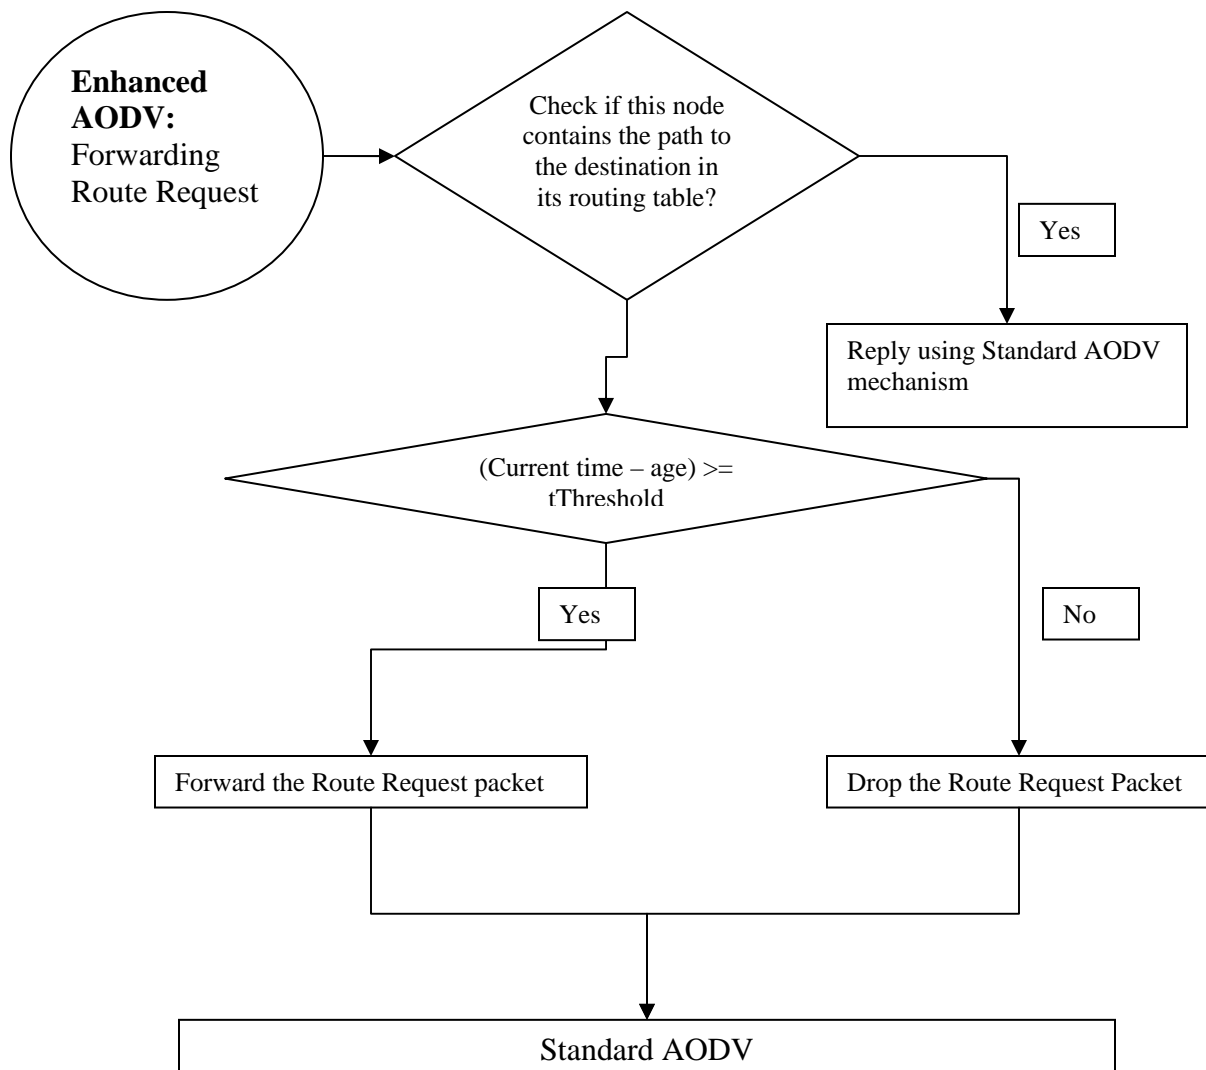 Enhanced
AODV:
Forwarding
Route Request
Check if this node
contains the path to
the destination in
its routing table?
Yes
Reply using Standard AODV
mechanism
(Current time – age) >=
tThreshold
Yes
No
Forward the Route Request packet
Drop the Route Request Packet
Standard AODV